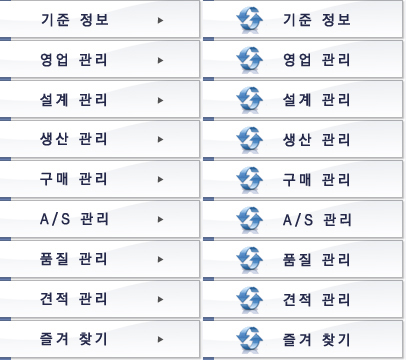 기준 정보 기준 정보
영업 관리 영업 관리
설계 관리 설계 관리
생산 관리 생산 관리
구매 관리 구매 관리
A/S 관리 A/S 관리
품질 관리 품질 관리
견적 관리 견적 관리
즐겨 찾기 즐겨 찾기